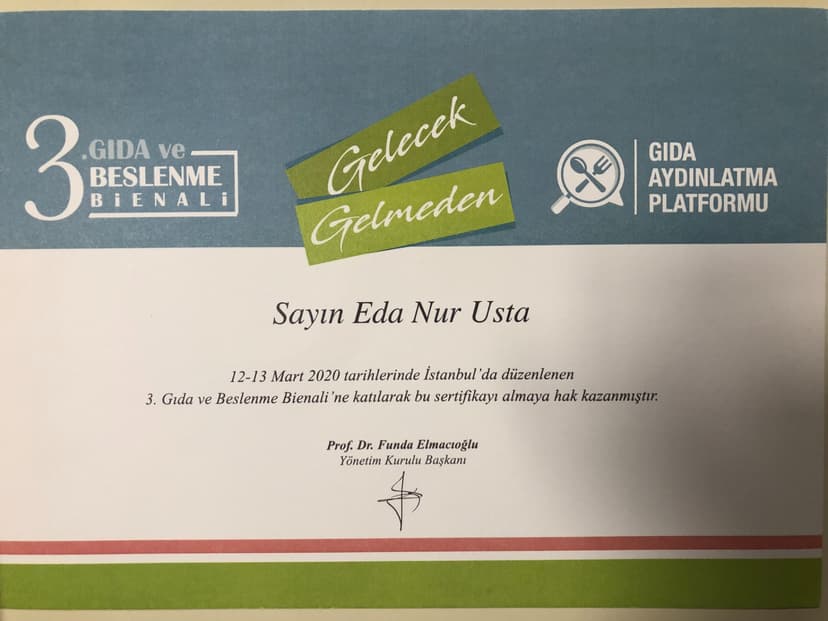 3.GIDA ve
BESLENME
BİENALİ
Gelecek
Gelmeden
GIDA
AYDINLATMA
PLATFORMU
Sayın Eda Nur Usta
12-13 Mart 2020 tarihlerinde İstanbul'da düzenlenen
3. Gıda ve Beslenme Bienali'ne katılarak bu sertifikayı almaya hak kazanmıştır.
Prof. Dr. Funda Elmacıoğlu
Yönetim Kurulu Başkanı